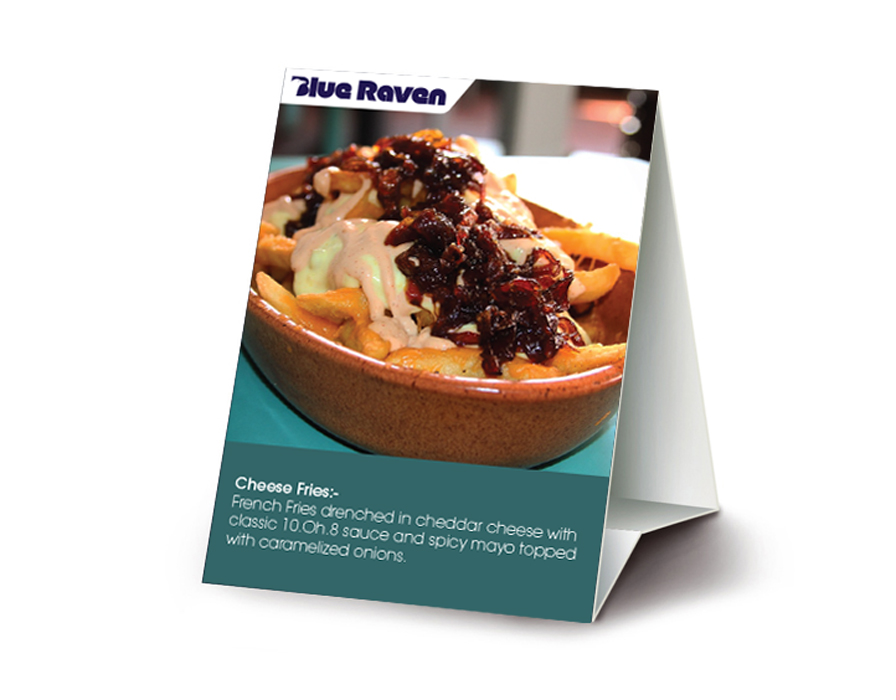 Blue Raven
Cheese Fries:-
French Fries drenched in cheddar cheese with
classic 10.Oh.8 sauce and spicy mayo topped
with caramelized onions.